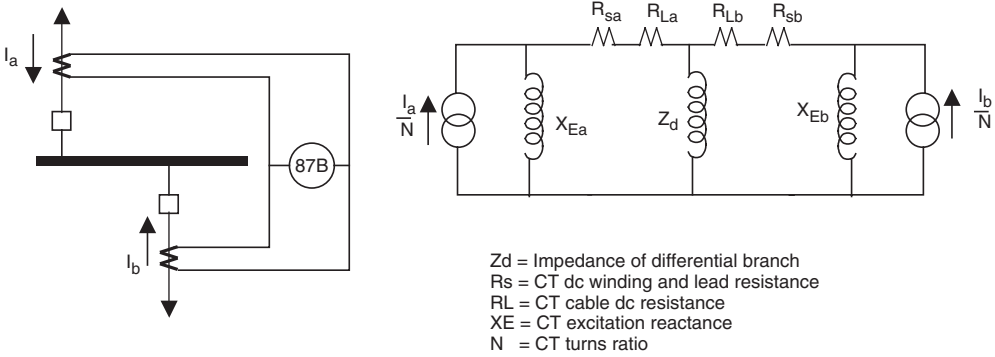 Ia
87B
Ib
Rsa RLa RLb Rsb
Ia
N
XEa
Zd
XEb
Ib
N
Zd = Impedance of differential branch
Rs = CT dc winding and lead resistance
RL = CT cable dc resistance
XE = CT excitation reactance
N = CT turns ratio